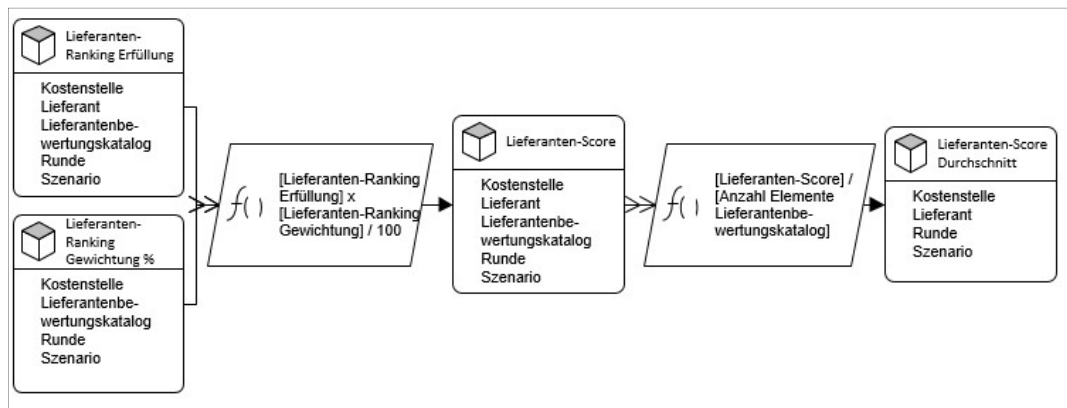 Lieferanten-
Ranking Erfüllung
Kostenstelle
Lieferant
Lieferantenbe-
wertungskatalog
Runde
Szenario
Lieferanten-
Ranking
Gewichtung %
Kostenstelle
Lieferantenbe-
wertungskatalog
Runde
Szenario
f( )
[Lieferanten-Ranking
Erfüllung] x
[Lieferanten-Ranking
Gewichtung] / 100
Lieferanten-Score
Kostenstelle
Lieferant
Lieferantenbe-
wertungskatalog
Runde
Szenario
f( )
[Lieferanten-Score] /
[Anzahl Elemente
Lieferantenbe-
wertungskatalog]
Lieferanten-Score
Durchschnitt
Kostenstelle
Lieferant
Runde
Szenario